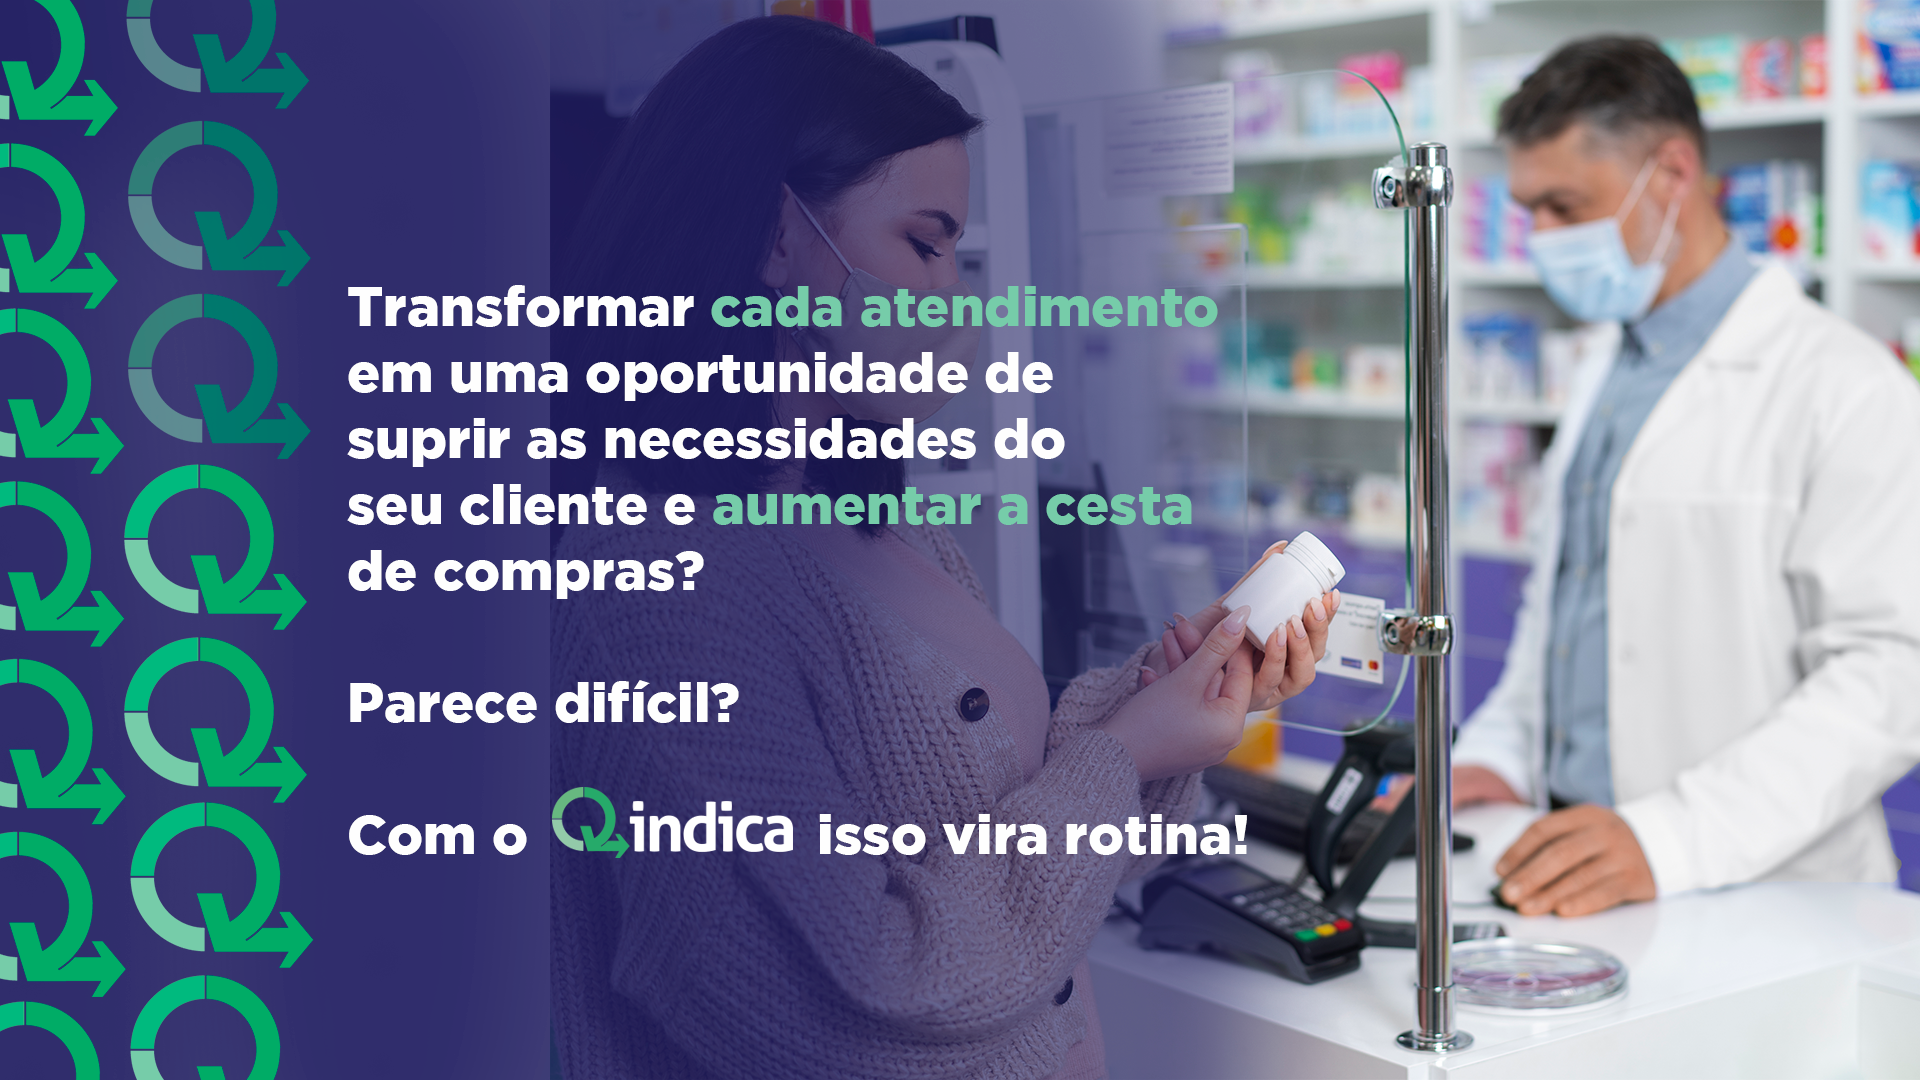 Transformar cada atendimento
em uma oportunidade de
suprir as necessidades do
seu cliente e aumentar a cesta
de compras?
Parece difícil?
Com o Qindica isso vira rotina!